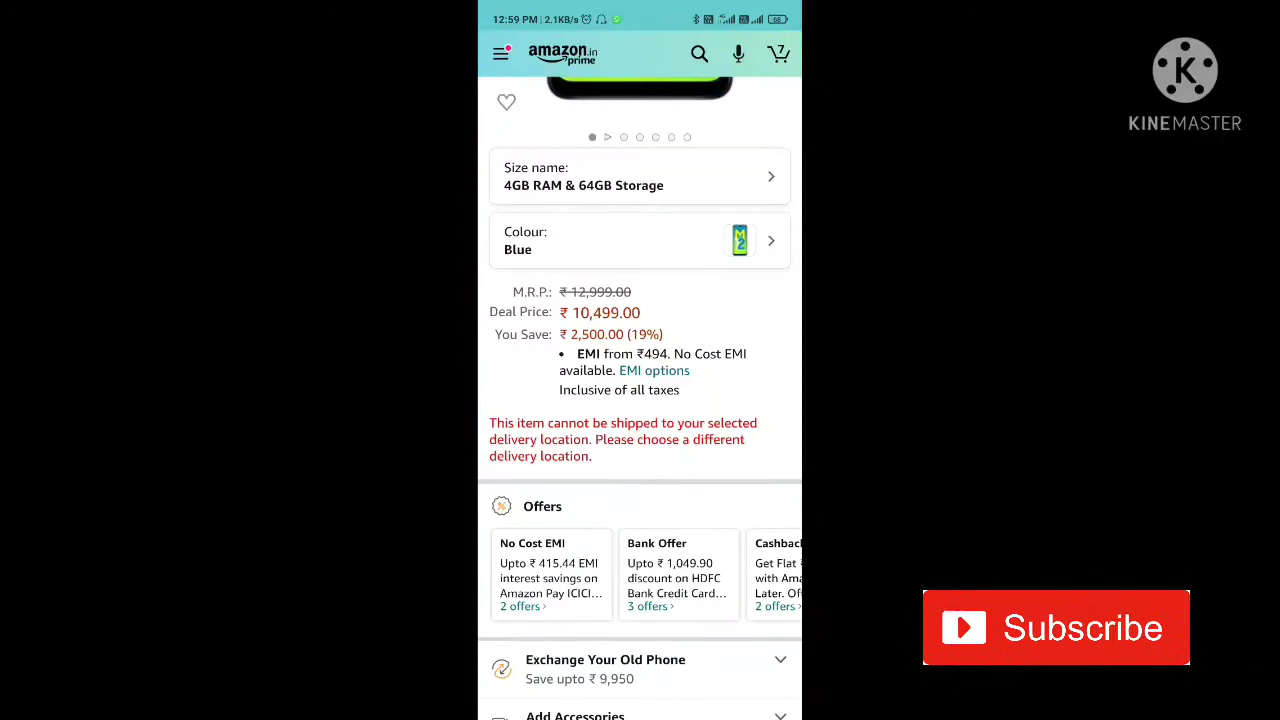 12:59 PM | 2.1KB/s
68
amazon.in
prime
7
KINEMASTER
K
Size name:
4GB RAM & 64GB Storage
Colour:
Blue
M
2
M.R.P.: ₹ 12,999.00
Deal Price: ₹ 10,499.00
You Save: ₹ 2,500.00 (19%)
• EMI from ₹494. No Cost EMI
available. EMI options
Inclusive of all taxes
This item cannot be shipped to your selected
delivery location. Please choose a different
delivery location.
Offers
No Cost EMI
Upto ₹ 415.44 EMI
interest savings on
Amazon Pay ICICI...
2 offers ›
Bank Offer
Upto ₹ 1,049.90
discount on HDFC
Bank Credit Card...
3 offers ›
Cashback
Get Flat ₹
with Ama
Later. Of
2 offers ›
Exchange Your Old Phone
Save upto ₹ 9,950
Add Accessories
Subscribe